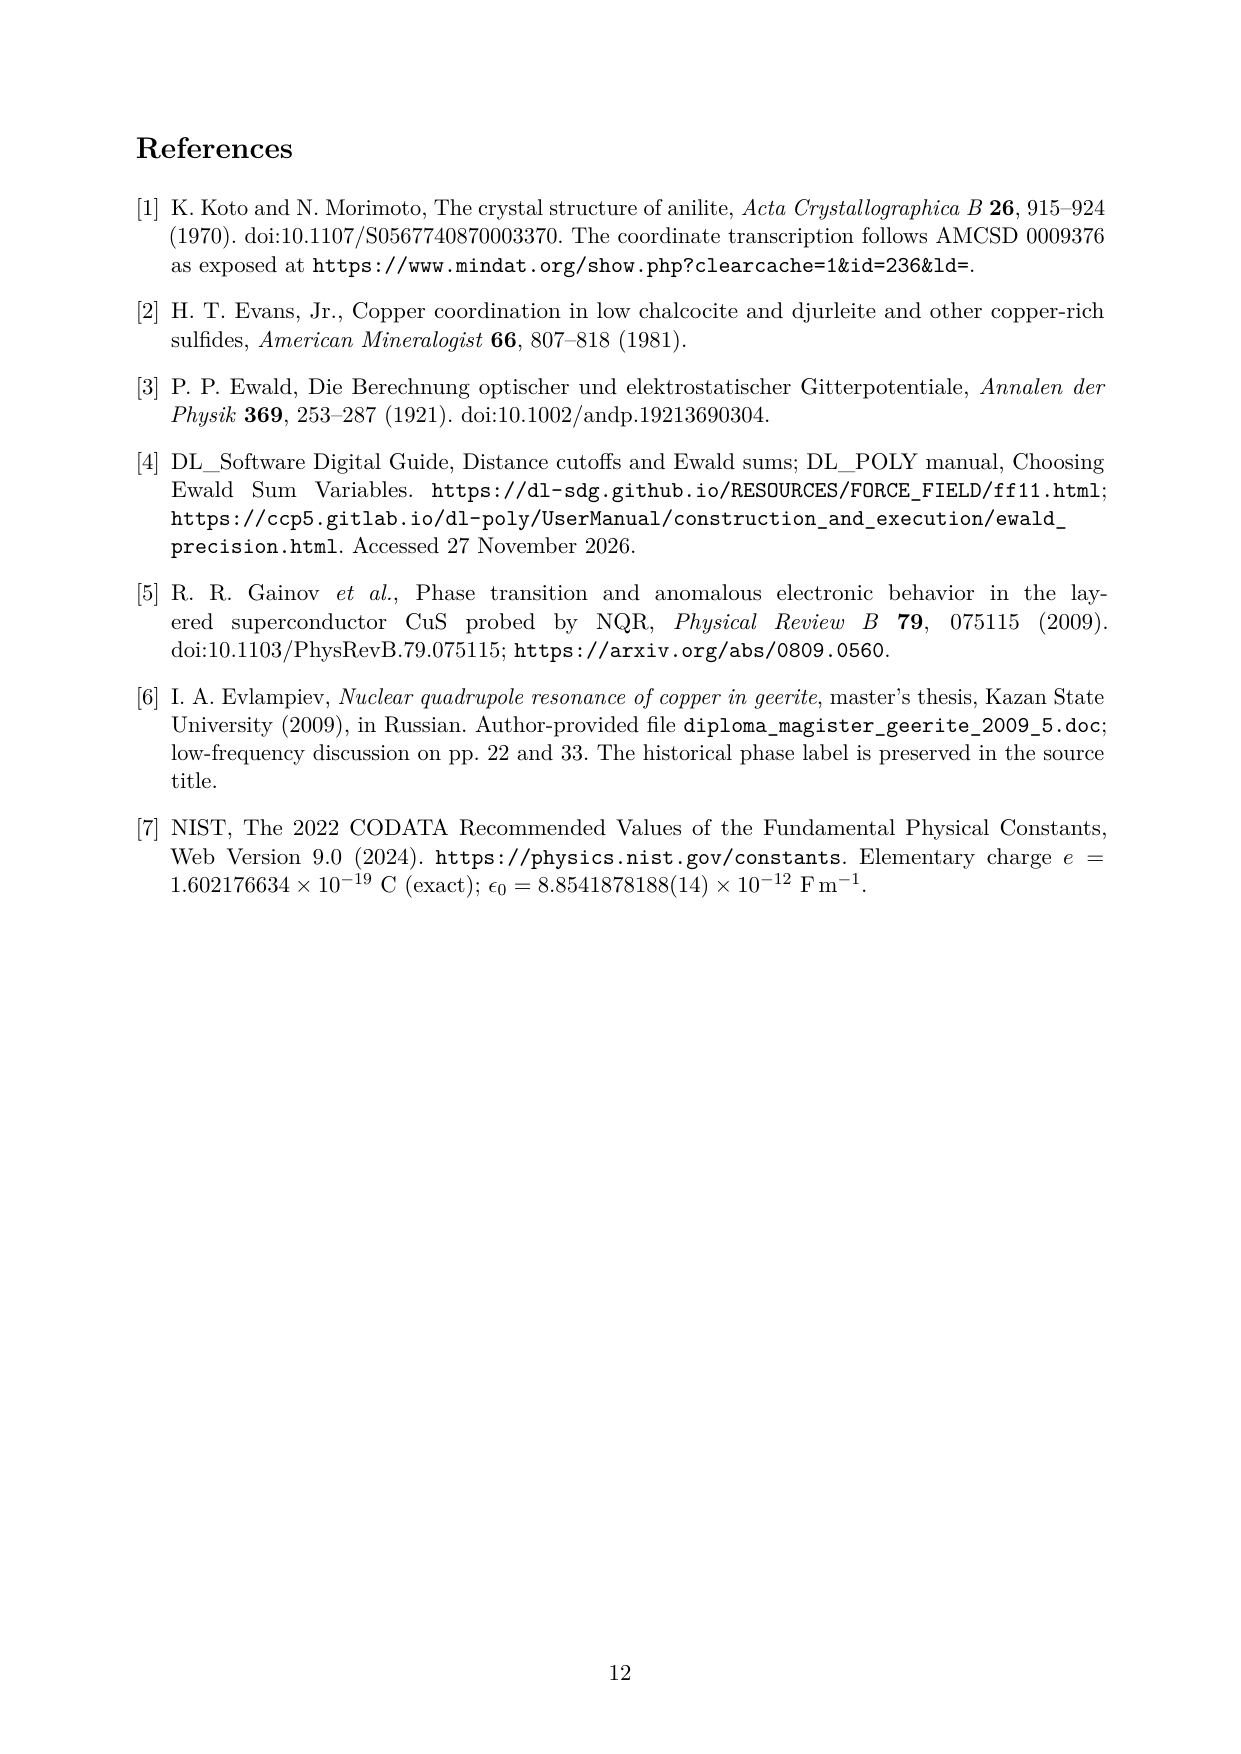 References
[1] K. Koto and N. Morimoto, The crystal structure of anilite, Acta Crystallographica B 26, 915–924
(1970). doi:10.1107/S0567740870003370. The coordinate transcription follows AMCSD 0009376
as exposed at https://www.mindat.org/show.php?clearcache=1&id=236&ld=.
[2] H. T. Evans, Jr., Copper coordination in low chalcocite and djurleite and other copper-rich
sulfides, American Mineralogist 66, 807–818 (1981).
[3] P. P. Ewald, Die Berechnung optischer und elektrostatischer Gitterpotentiale, Annalen der
Physik 369, 253–287 (1921). doi:10.1002/andp.19213690304.
[4] DL_Software Digital Guide, Distance cutoffs and Ewald sums; DL_POLY manual, Choosing
Ewald Sum Variables. https://dl-sdg.github.io/RESOURCES/FORCE_FIELD/ff11.html;
https://ccp5.gitlab.io/dl-poly/UserManual/construction_and_execution/ewald_
precision.html. Accessed 27 November 2026.
[5] R. R. Gainov et al., Phase transition and anomalous electronic behavior in the lay-
ered superconductor CuS probed by NQR, Physical Review B 79, 075115 (2009).
doi:10.1103/PhysRevB.79.075115; https://arxiv.org/abs/0809.0560.
[6] I. A. Evlampiev, Nuclear quadrupole resonance of copper in geerite, master's thesis, Kazan State
University (2009), in Russian. Author-provided file diploma_magister_geerite_2009_5.doc;
low-frequency discussion on pp. 22 and 33. The historical phase label is preserved in the source
title.
[7] NIST, The 2022 CODATA Recommended Values of the Fundamental Physical Constants,
Web Version 9.0 (2024). https://physics.nist.gov/constants. Elementary charge e =
1.602176634 × 10⁻¹⁹ C (exact); ϵ₀ = 8.8541878188(14) × 10⁻¹² F m⁻¹.
12